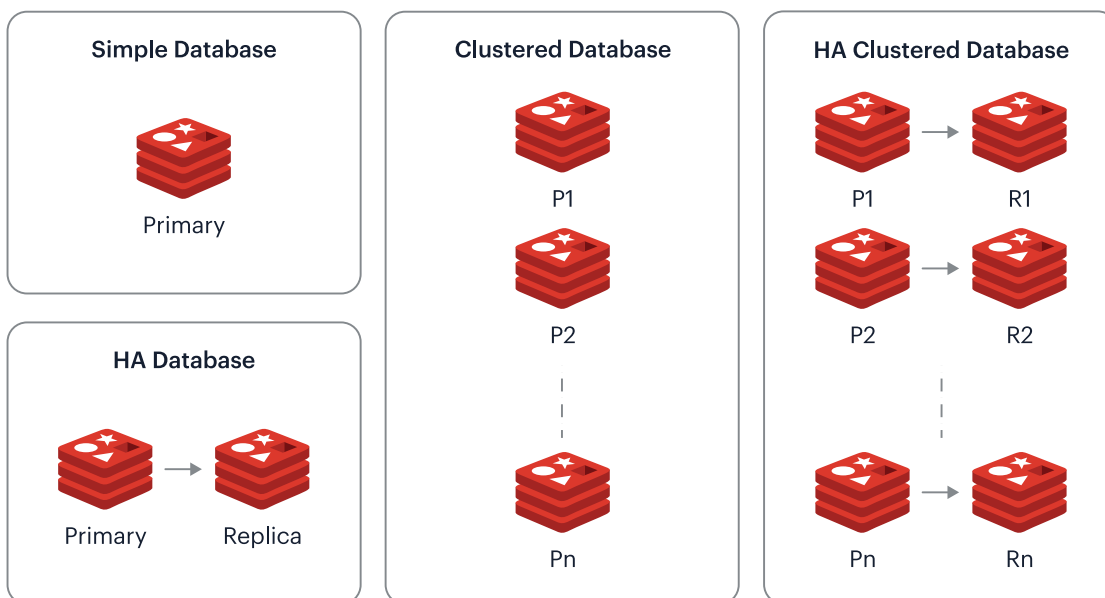 Simple Database
Primary
HA Database
Primary
Replica
Clustered Database
P1
P2
Pn
HA Clustered Database
P1
R1
P2
R2
Pn
Rn